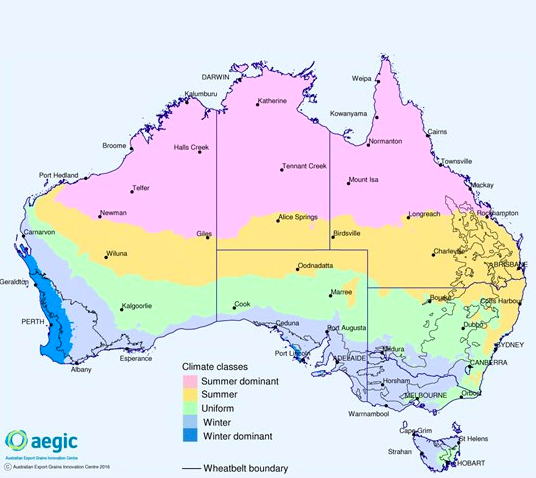 DARWIN
Weipa
Kalumburu
Katherine
Kowanyama
Cairns
Broome
Halls Creek
Normanton
Tennant Creek
Townsville
Port Hedland
Telfer
Mount Isa
Mackay
Newman
Alice Springs
Longreach
Rockhampton
Carnarvon
Giles
Birdsville
Wiluna
Charleville
BRISBANE
Oodnadatta
Geraldton
Marree
Bourke
Coffs Harbour
Kalgoorlie
Cook
PERTH
Ceduna
Port Augusta
Dubbo
Esperance
Port Lincoln
ADELAIDE
Mildura
SYDNEY
Albany
CANBERRA
Horsham
MELBOURNE
Orbost
Warrnambool
Cape Grim
St Helens
Strahan
HOBART
Climate classes
Summer dominant
Summer
Uniform
Winter
Winter dominant
Wheatbelt boundary
aegic
Australian Export Grains Innovation Centre
© Australian Export Grains Innovation Centre 2016